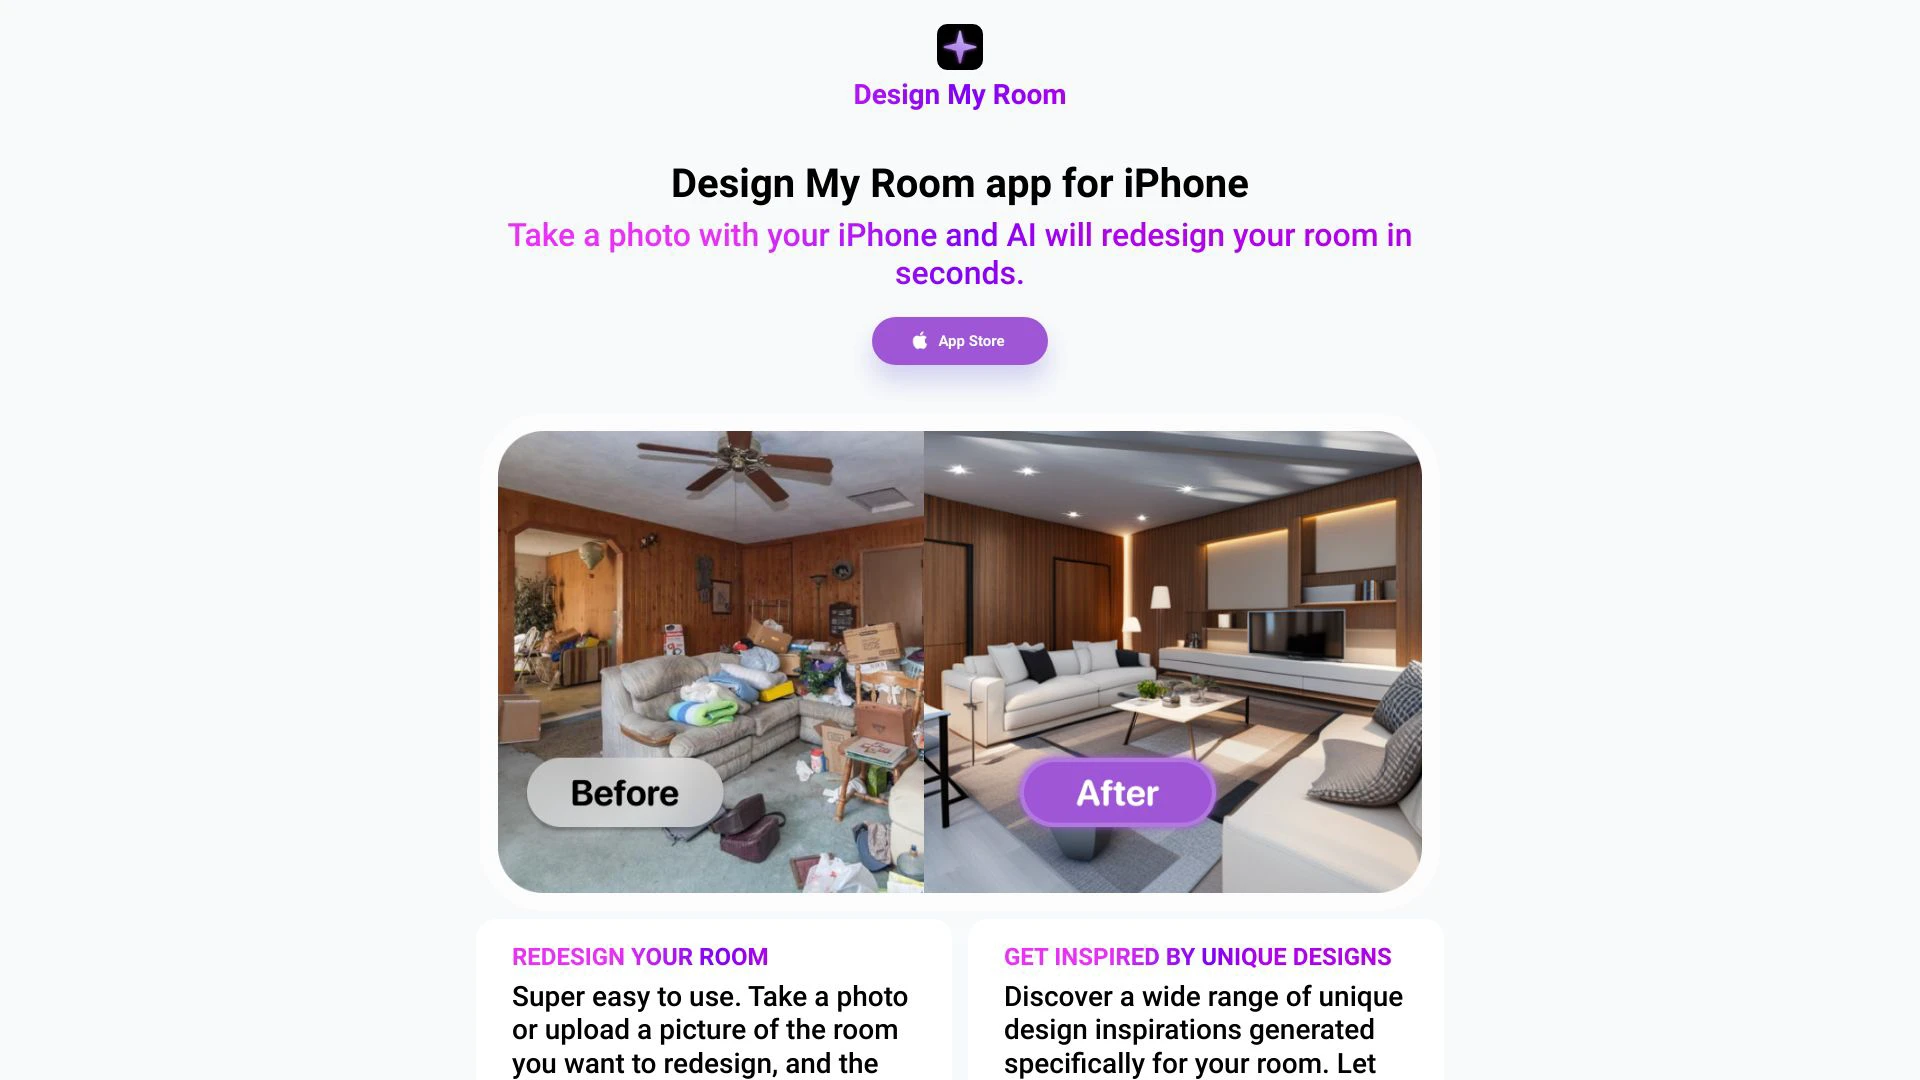 Design My Room
Design My Room app for iPhone
Take a photo with your iPhone and AI will redesign your room in
seconds.
App Store
Before
After
REDESIGN YOUR ROOM
Super easy to use. Take a photo
or upload a picture of the room
you want to redesign, and the
GET INSPIRED BY UNIQUE DESIGNS
Discover a wide range of unique
design inspirations generated
specifically for your room. Let